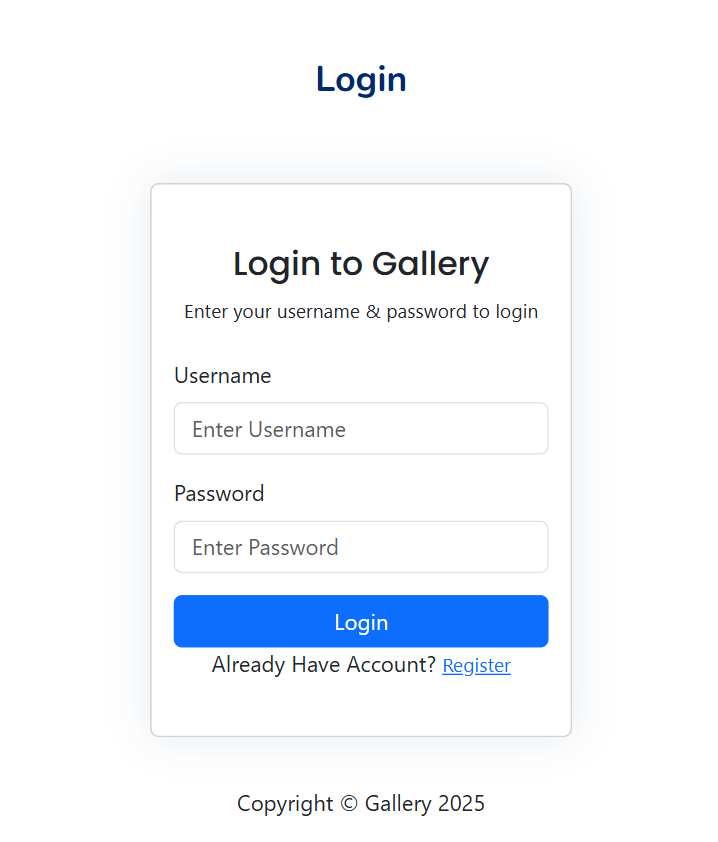 Login
Login to Gallery
Enter your username & password to login
Username
Enter Username
Password
Enter Password
Login
Already Have Account? Register
Copyright © Gallery 2025